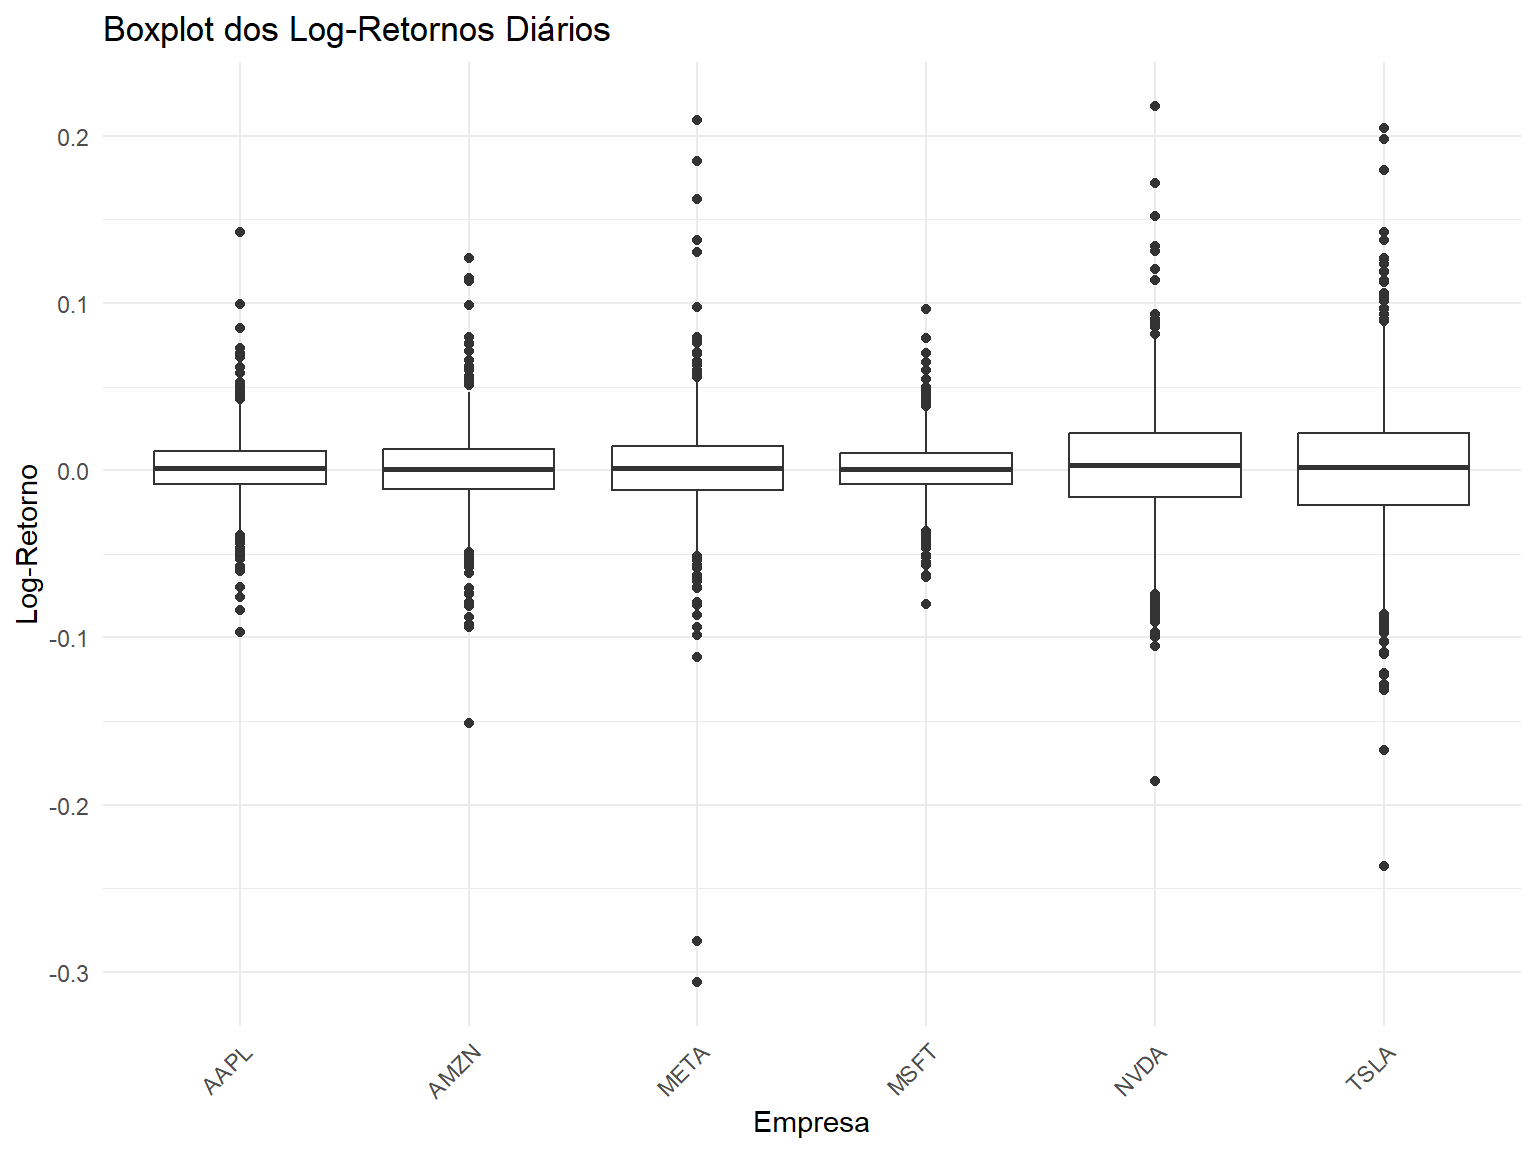 Boxplot dos Log-Retornos Diários
0.2
0.1
0.0
-0.1
-0.2
-0.3
Log-Retorno
AAPL
AMZN
META
MSFT
NVDA
TSLA
Empresa